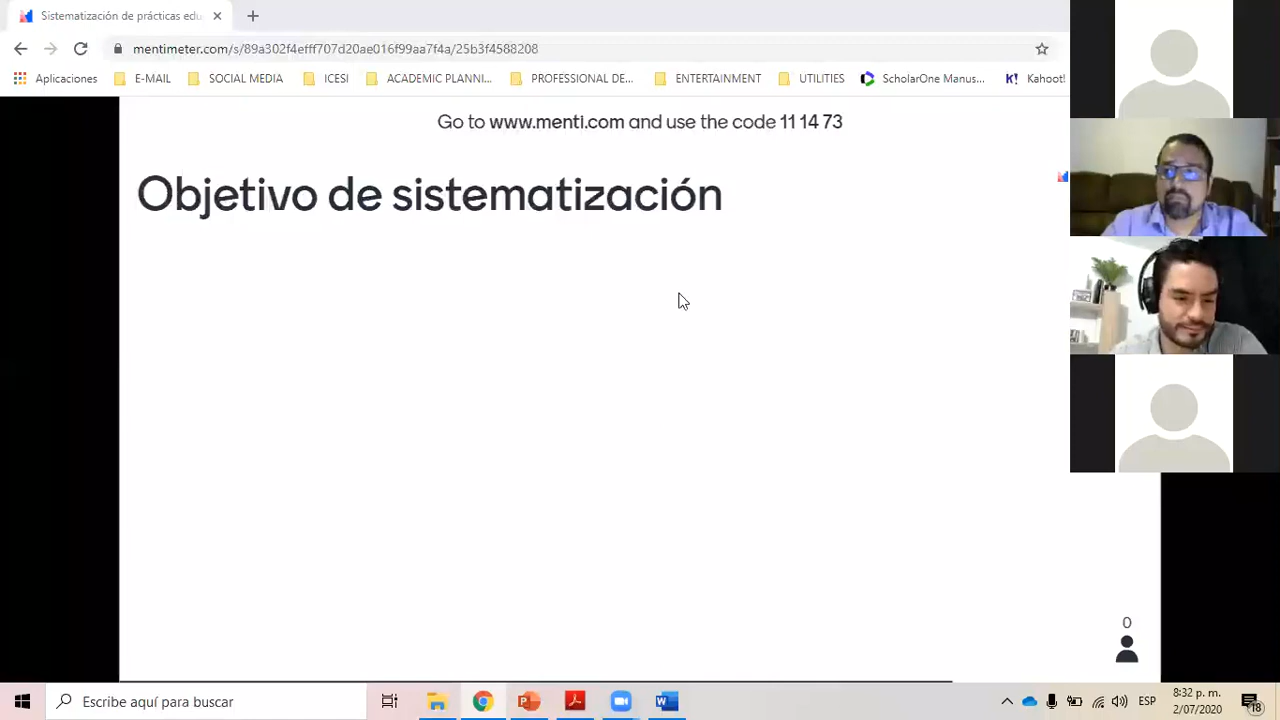 Sistematización de prácticas edu
mentimeter.com/s/89a302f4efff707d20ae016f99aa7f4a/25b3f4588208
Aplicaciones E-MAIL SOCIAL MEDIA ICESI ACADEMIC PLANNI... PROFESSIONAL DE... ENTERTAINMENT UTILITIES ScholarOne Manus... K! Kahoot!
Go to www.menti.com and use the code 11 14 73
Objetivo de sistematización
0
Escribe aquí para buscar
ESP
8:32 p. m.
2/07/2020
18